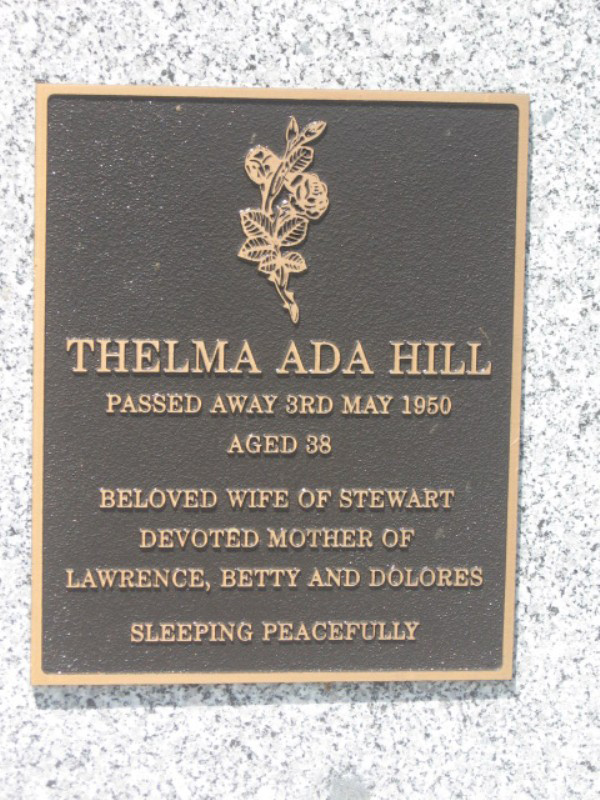 THELMA ADA HILL
PASSED AWAY 3RD MAY 1950
AGED 38
BELOVED WIFE OF STEWART
DEVOTED MOTHER OF
LAWRENCE, BETTY AND DOLORES
SLEEPING PEACEFULLY